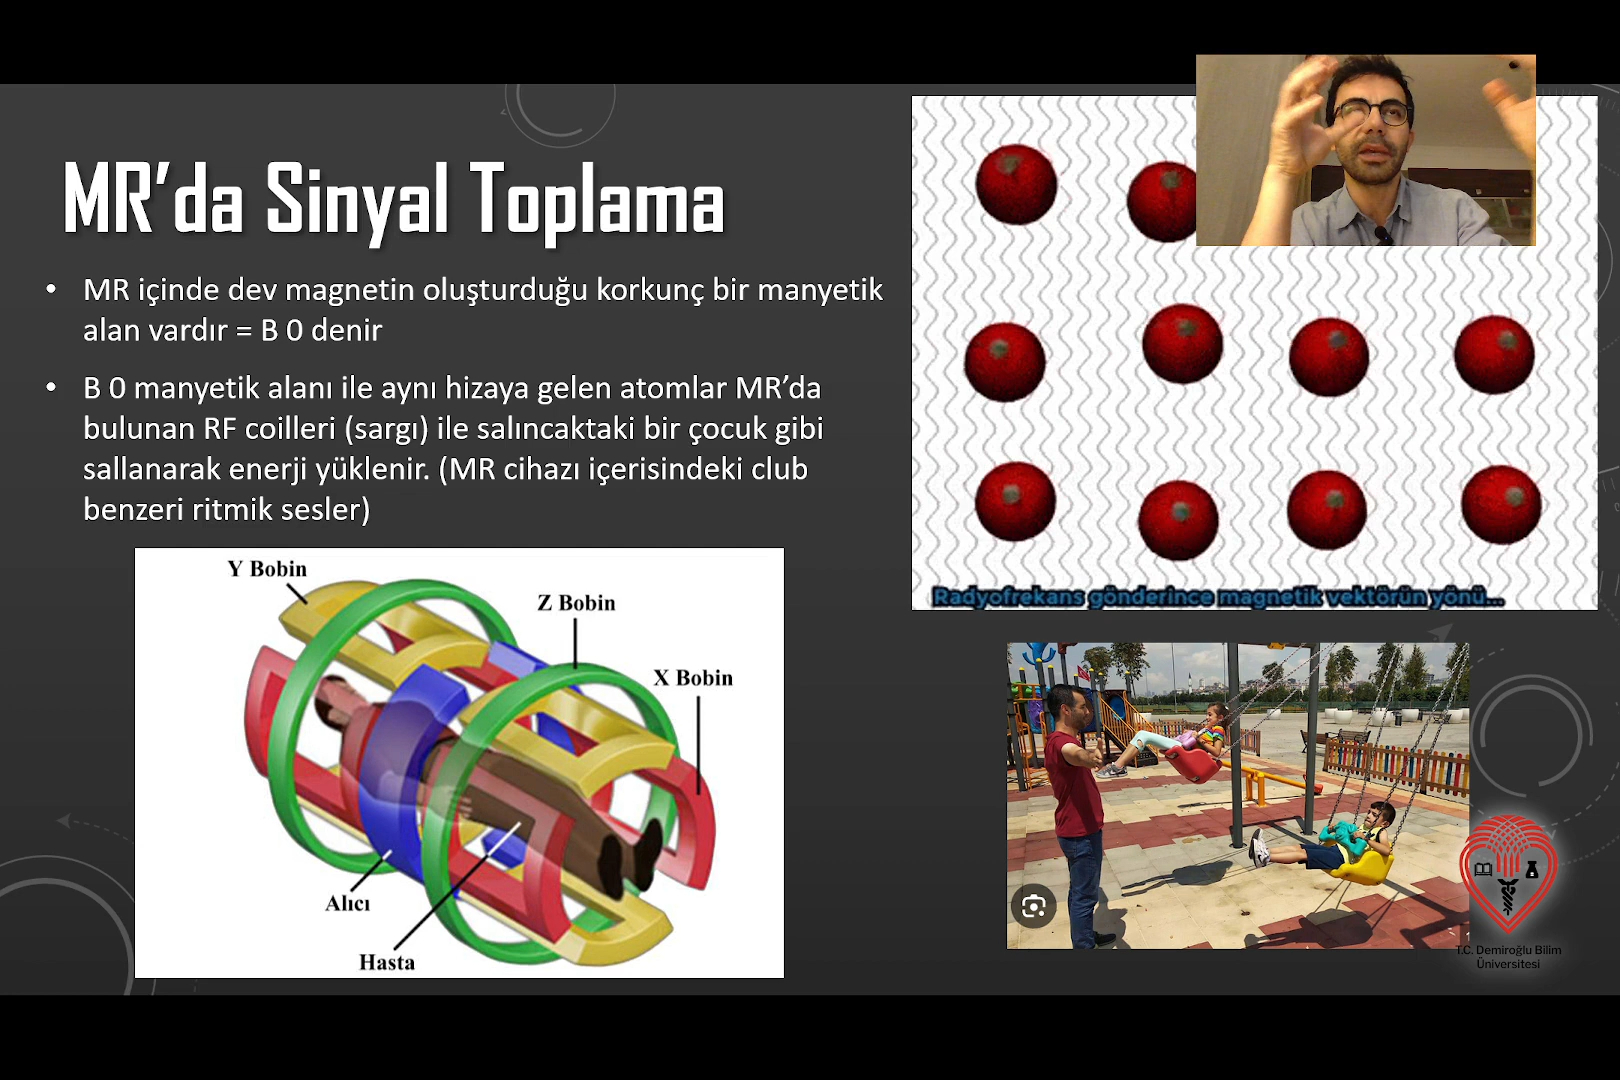 MR’da Sinyal Toplama
• MR içinde dev magnetin oluşturduğu korkunç bir manyetik
alan vardır = B 0 denir
• B 0 manyetik alanı ile aynı hizaya gelen atomlar MR’da
bulunan RF coilleri (sargı) ile salıncaktaki bir çocuk gibi
sallanarak enerji yüklenir. (MR cihazı içerisindeki club
benzeri ritmik sesler)
Y Bobin
Z Bobin
X Bobin
Alıcı
Hasta
Radyofrekans gönderince magnetik vektörün yönü...
T.C. Demiroğlu Bilim
Üniversitesi